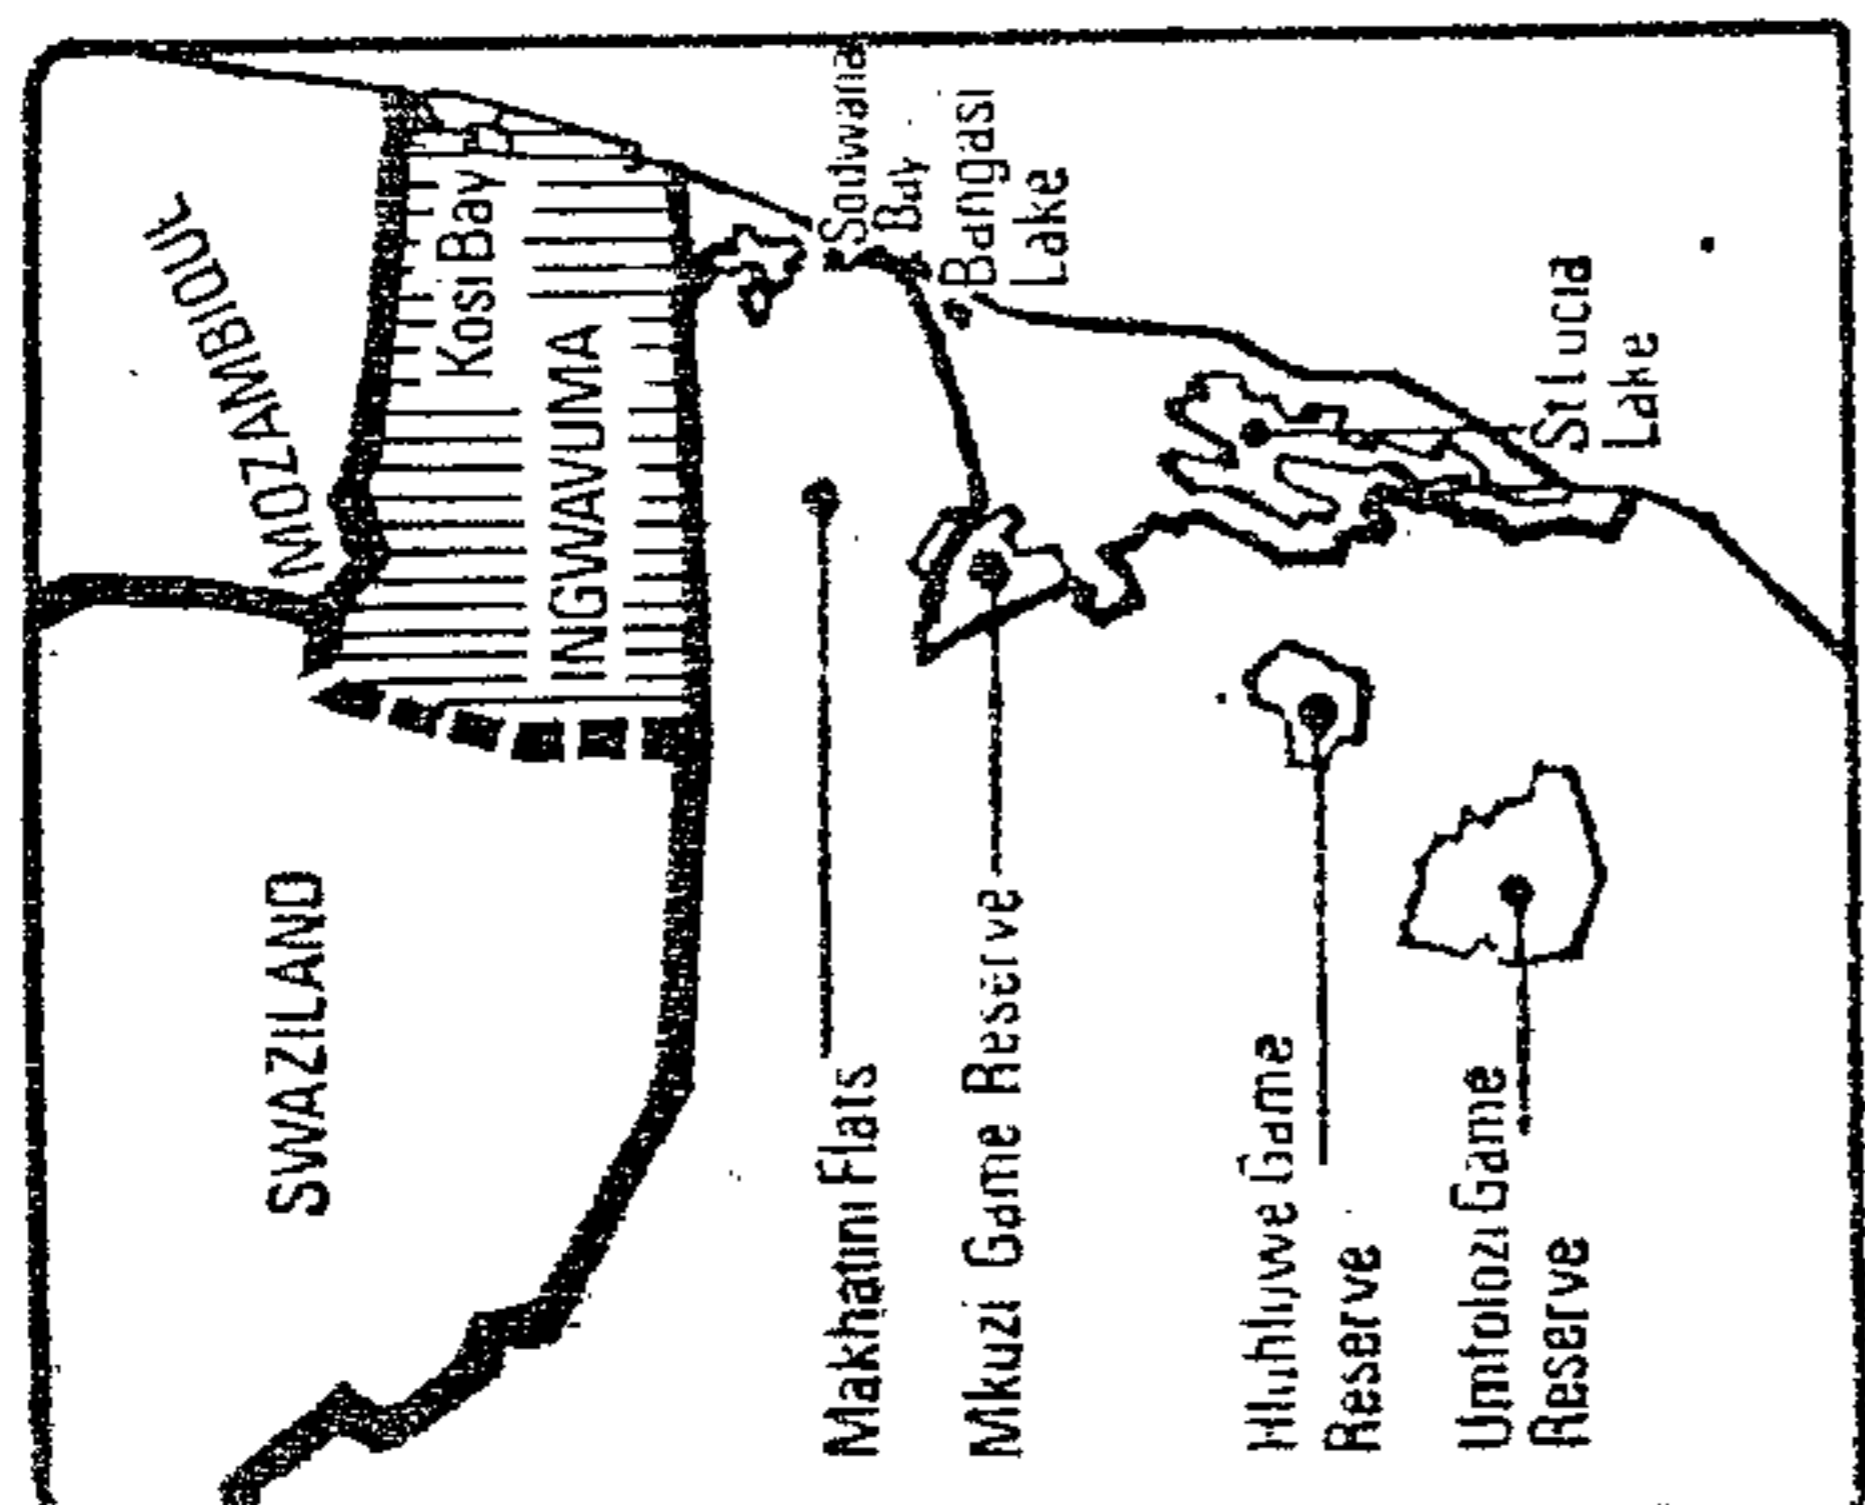 MOZAMBIQUE
SWAZILAND
Kosi Bay
INGWAVUMA
Sodwana
Bay
Bangasi
Lake
Makhatini Flats
Mkuzi Game Reserve
St Lucia
Lake
Hluhluwe Game
Reserve
Umfolozi Game
Reserve